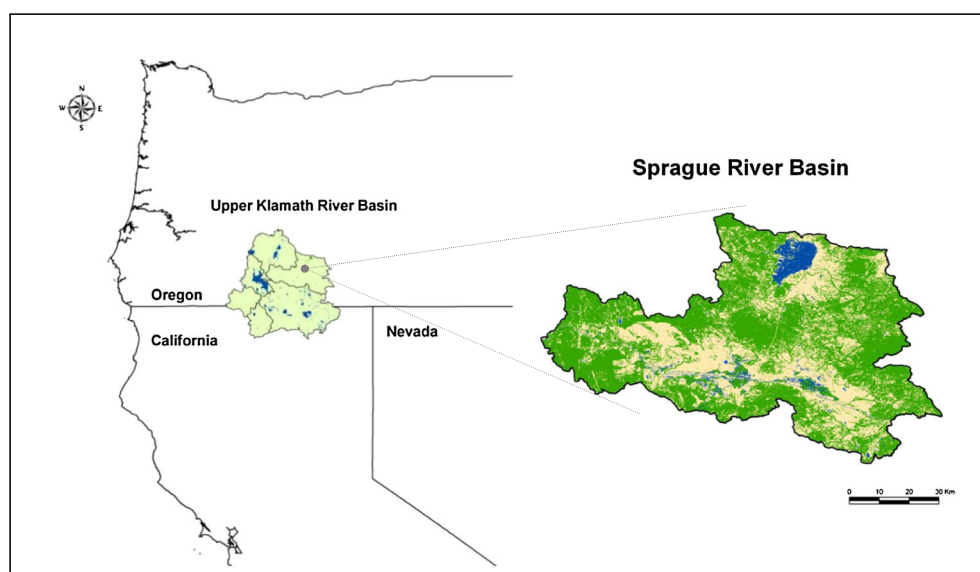 N
W E
S
Sprague River Basin
Upper Klamath River Basin
Oregon
California
Nevada
0 10 20 30 Km